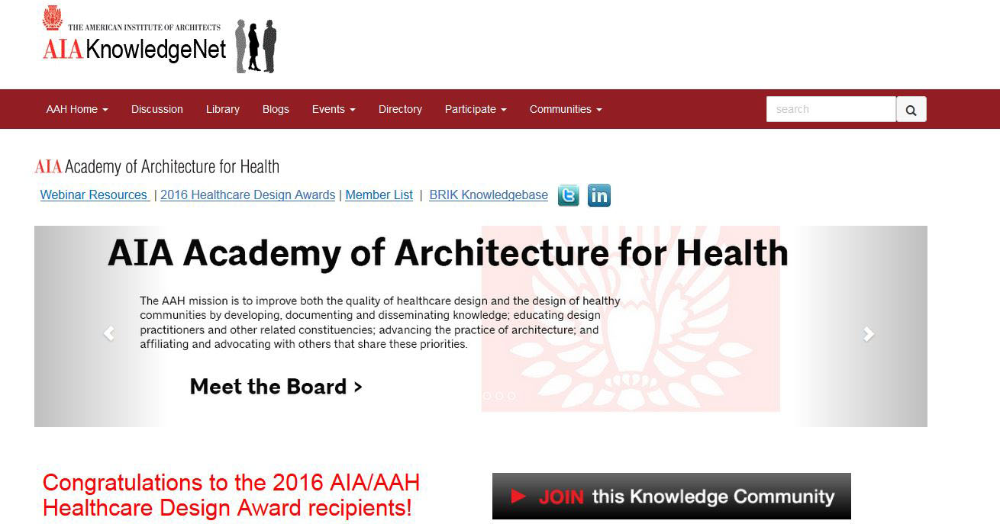 THE AMERICAN INSTITUTE OF ARCHITECTS
AIA KnowledgeNet
AAH Home Discussion Library Blogs Events Directory Participate Communities search
AIA Academy of Architecture for Health
Webinar Resources | 2016 Healthcare Design Awards | Member List | BRIK Knowledgebase in
AIA Academy of Architecture for Health
The AAH mission is to improve both the quality of healthcare design and the design of healthy
communities by developing, documenting and disseminating knowledge; educating design
practitioners and other related constituencies; advancing the practice of architecture; and
affiliating and advocating with others that share these priorities.
Meet the Board >
Congratulations to the 2016 AIA/AAH
Healthcare Design Award recipients!
JOIN this Knowledge Community